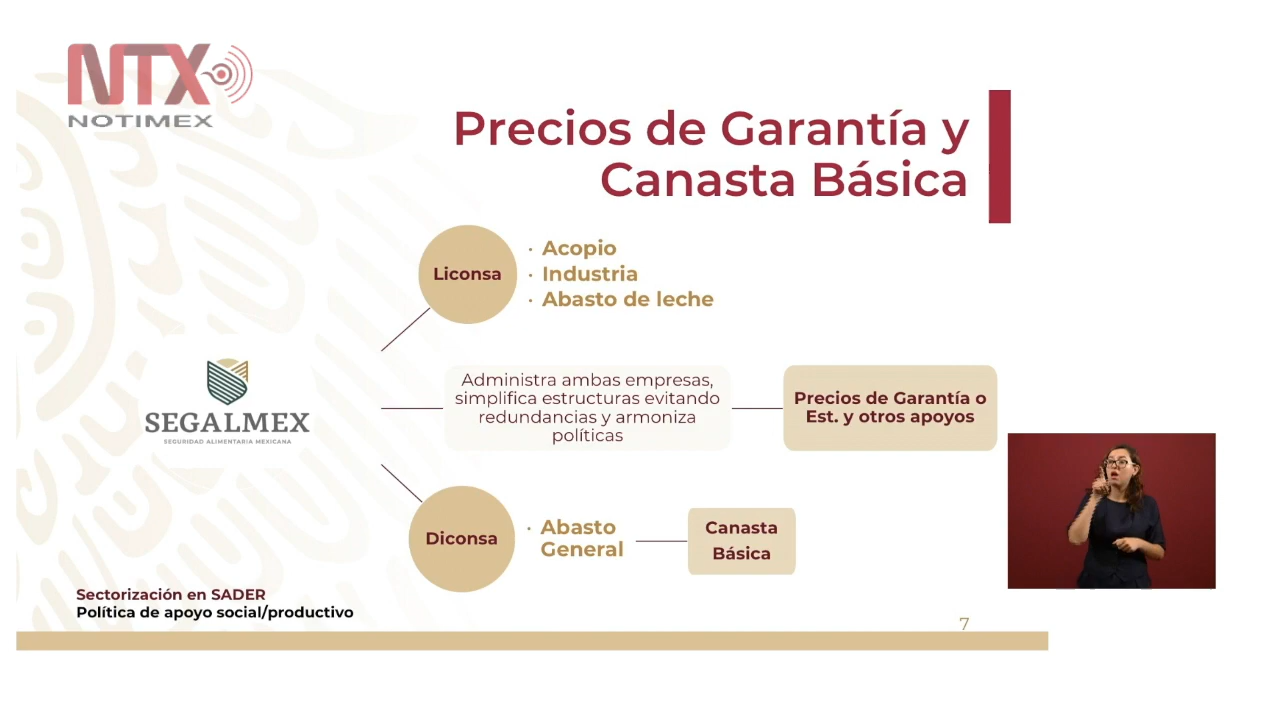 NTX
NOTIMEX
Precios de Garantía y
Canasta Básica
Liconsa
· Acopio
· Industria
· Abasto de leche
SEGALMEX
SEGURIDAD ALIMENTARIA MEXICANA
Administra ambas empresas,
simplifica estructuras evitando
redundancias y armoniza
políticas
Precios de Garantía o
Est. y otros apoyos
Diconsa
· Abasto
General
Canasta
Básica
Sectorización en SADER
Política de apoyo social/productivo
7